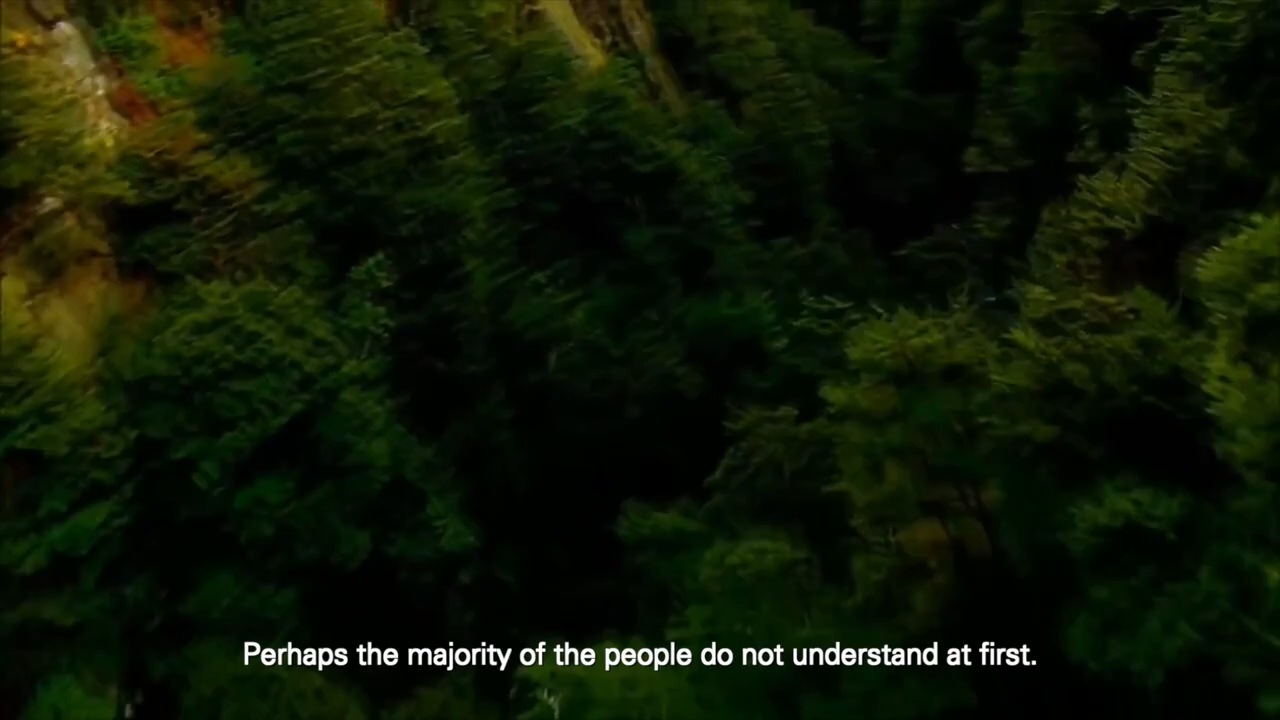 Perhaps the majority of the people do not understand at first.